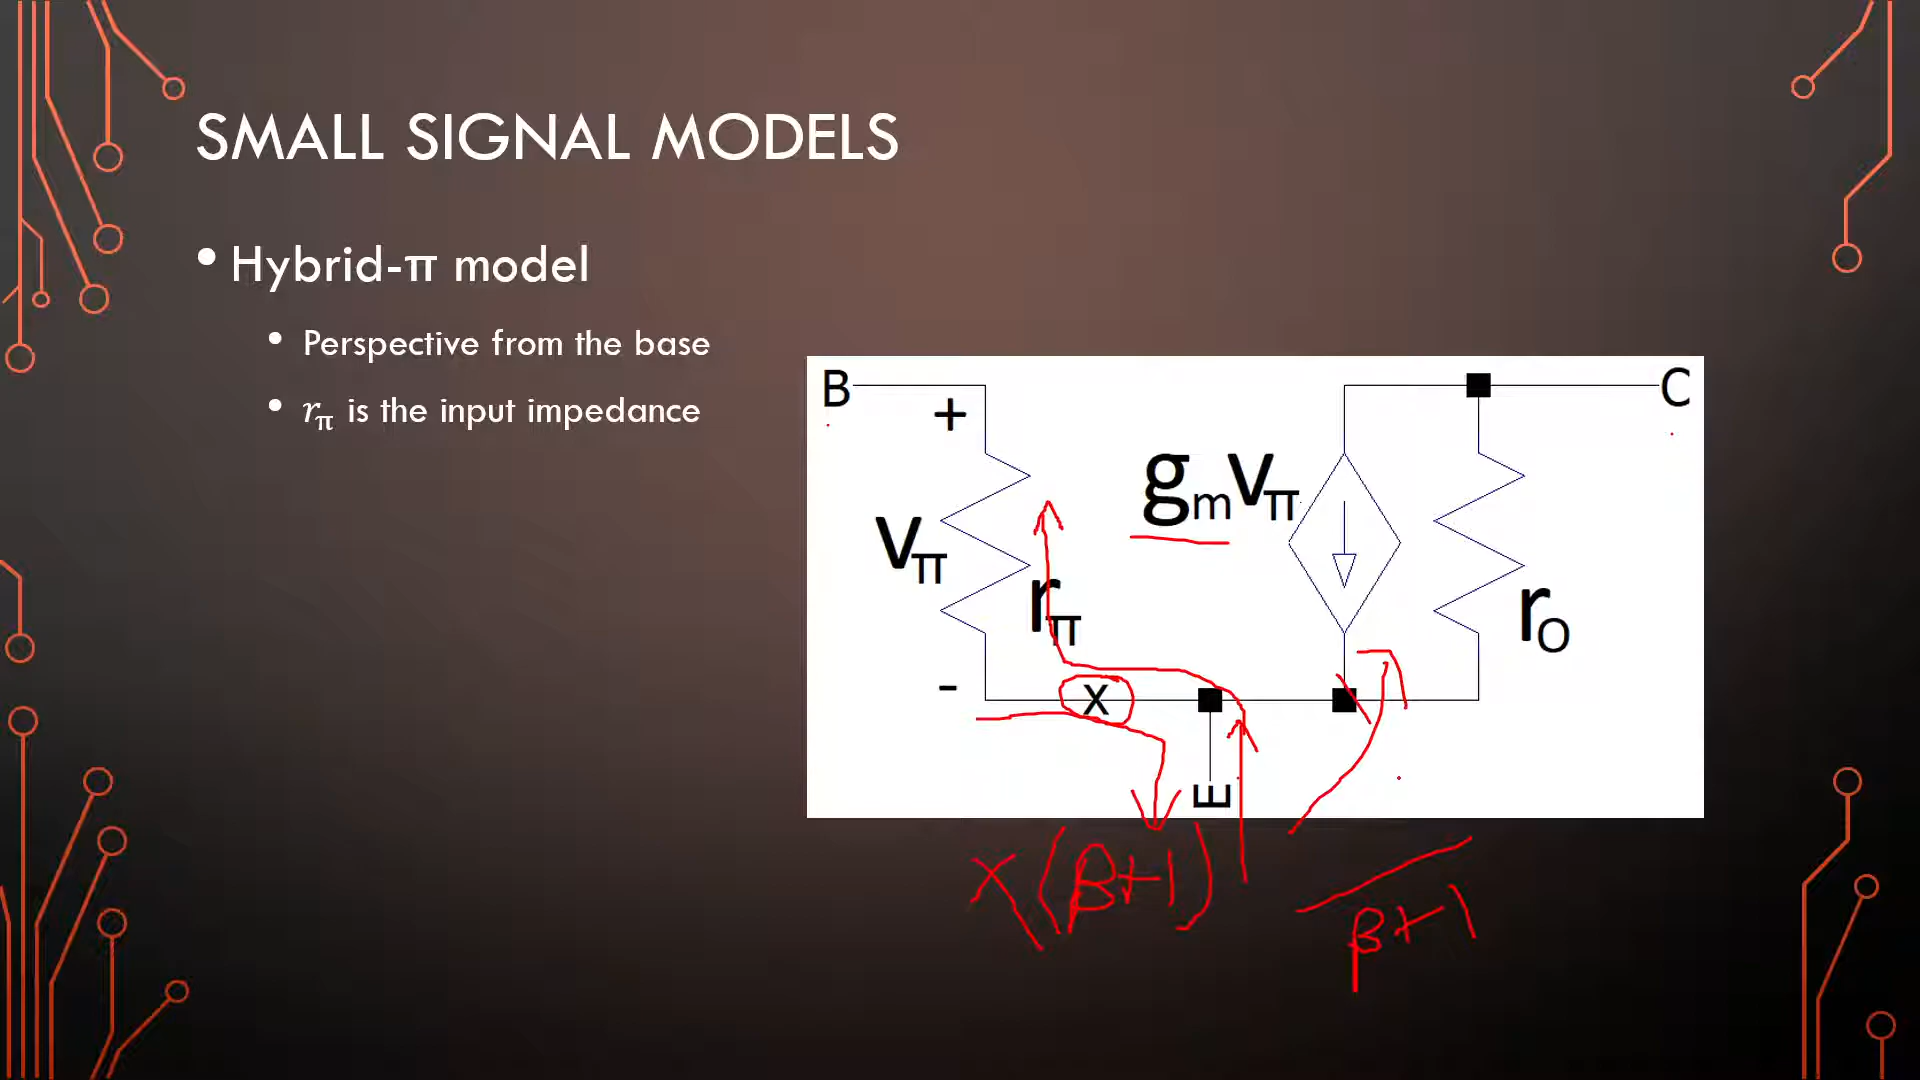 SMALL SIGNAL MODELS
• Hybrid-π model
• Perspective from the base
• rπ is the input impedance
B
C
+
gmVπ
Vπ
rπ
rO
-
X
E
X(β+1)
β+1